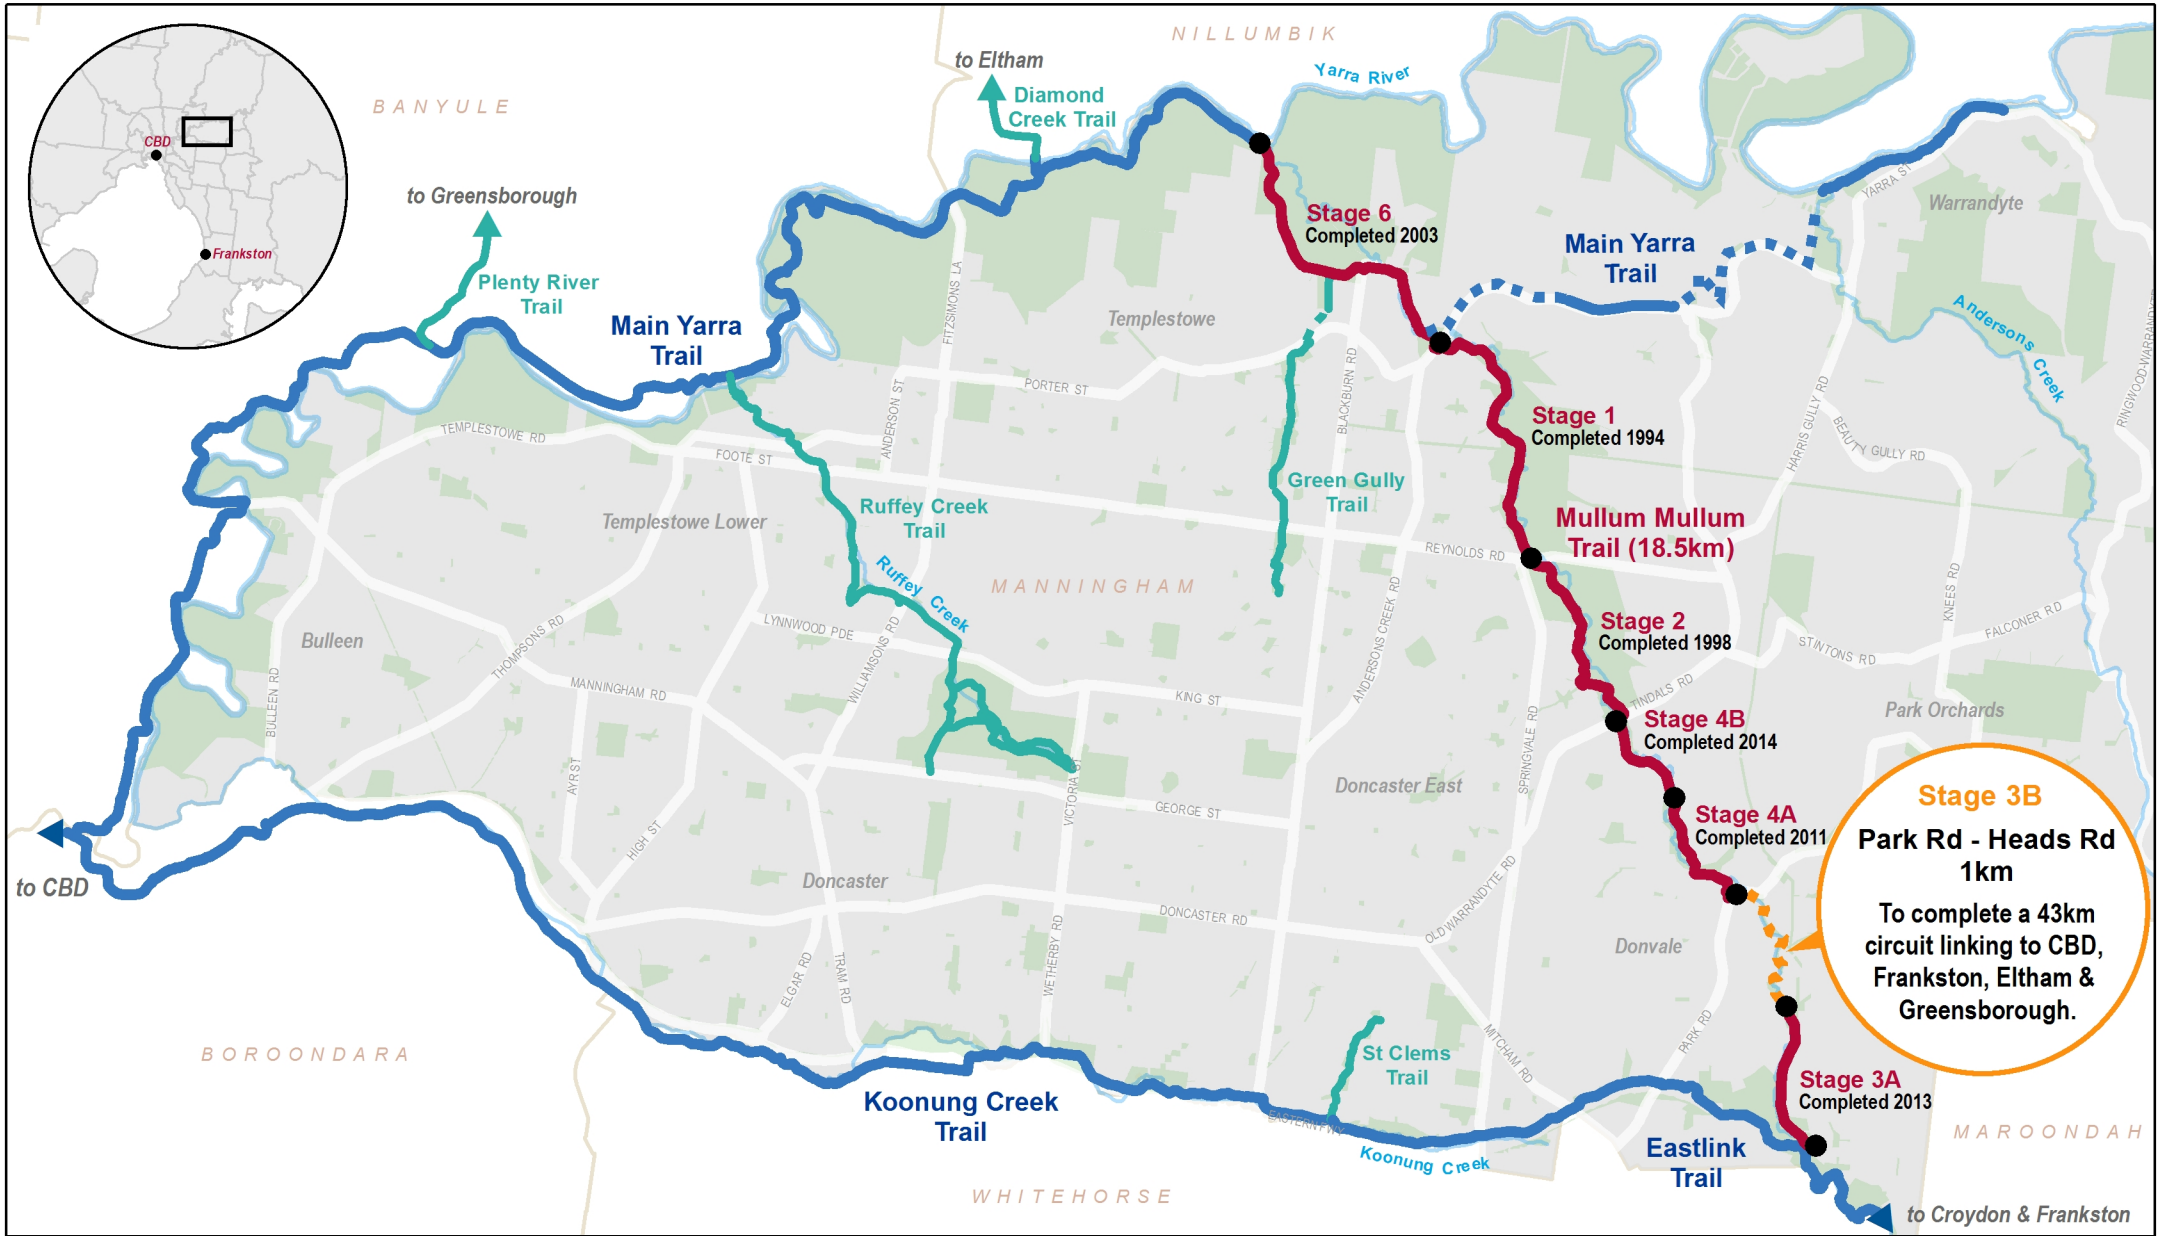 NILLUMBIK
to Eltham
Yarra River
Diamond
Creek Trail
BANYULE
CBD
Frankston
to Greensborough
Plenty River
Trail
Main Yarra
Trail
FITZSIMONS LA
Stage 6
Completed 2003
Main Yarra
Trail
YARRA ST
Warrandyte
Andersons Creek
RINGWOOD-WARRANDYTE
Templestowe
PORTER ST
ANDERSON ST
BLACKBURN RD
TEMPLESTOWE RD
FOOTE ST
Stage 1
Completed 1994
HARRIS GULLY RD
BEAUTY GULLY RD
Green Gully
Trail
Ruffey Creek
Trail
Templestowe Lower
Mullum Mullum
Trail (18.5km)
REYNOLDS RD
Ruffey Creek
MANNINGHAM
ANDERSONS CREEK RD
KNEES RD
FALCONER RD
STINTONS RD
Stage 2
Completed 1998
Bulleen
THOMPSONS RD
LYNNWOOD PDE
WILLIAMSONS RD
BULLEEN RD
MANNINGHAM RD
KING ST
TINDALS RD
Park Orchards
Stage 4B
Completed 2014
SPRINGVALE RD
AYR ST
VICTORIA ST
Doncaster East
GEORGE ST
HIGH ST
Stage 4A
Completed 2011
Stage 3B
Park Rd - Heads Rd
1km
To complete a 43km
circuit linking to CBD,
Frankston, Eltham &
Greensborough.
to CBD
Doncaster
DONCASTER RD
OLD WARRANDYTE RD
Donvale
WETHERBY RD
ELGAR RD
TRAM RD
MITCHAM RD
PARK RD
BOROONDARA
St Clems
Trail
Stage 3A
Completed 2013
Koonung Creek
Trail
EASTERN FWY
Koonung Creek
Eastlink
Trail
MAROONDAH
WHITEHORSE
to Croydon & Frankston